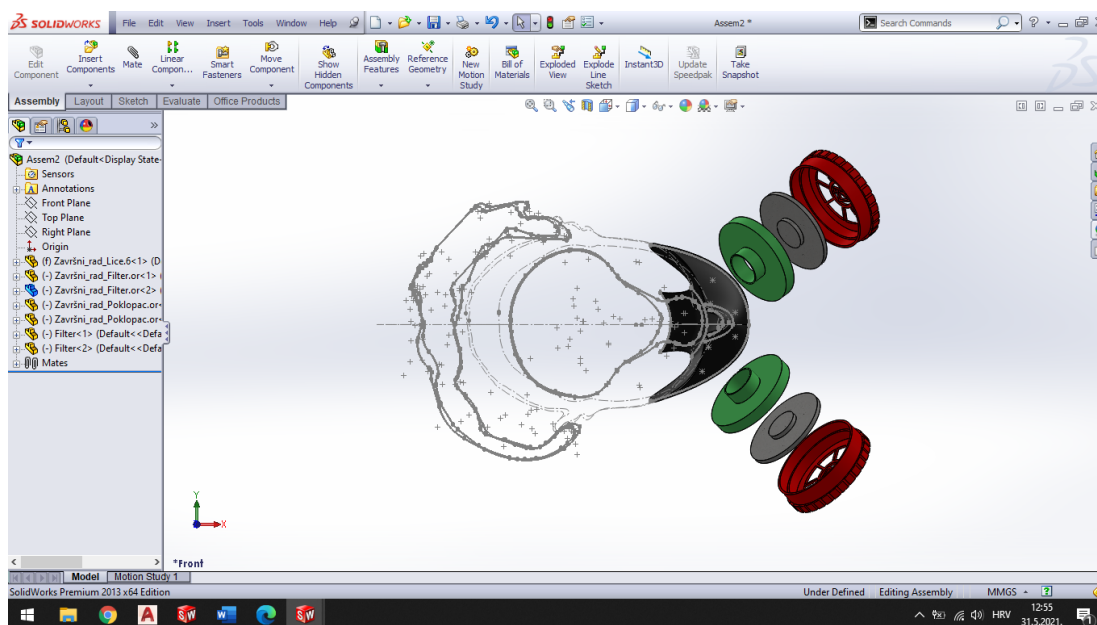 SOLIDWORKS File Edit View Insert Tools Window Help Assem2 * Search Commands
Edit Component
Insert Components
Mate
Linear Compon...
Smart Fasteners
Move Component
Show Hidden Components
Assembly Features
Reference Geometry
New Motion Study
Bill of Materials
Exploded View
Explode Line Sketch
Instant3D
Update Speedpak
Take Snapshot
Assembly Layout Sketch Evaluate Office Products
Assem2 (Default<Display State-
Sensors
Annotations
Front Plane
Top Plane
Right Plane
Origin
(f) Završni_rad_Lice.6<1> (D
(-) Završni_rad_Filter.or<1> (
(-) Završni_rad_Filter.or<2> (
(-) Završni_rad_Poklopac.or<
(-) Završni_rad_Poklopac.or<
(-) Filter<1> (Default<<Defa
(-) Filter<2> (Default<<Defa
Mates
Y
X
*Front
Model Motion Study 1
SolidWorks Premium 2013 x64 Edition Under Defined Editing Assembly MMGS
HRV 12:55
31.5.2021.